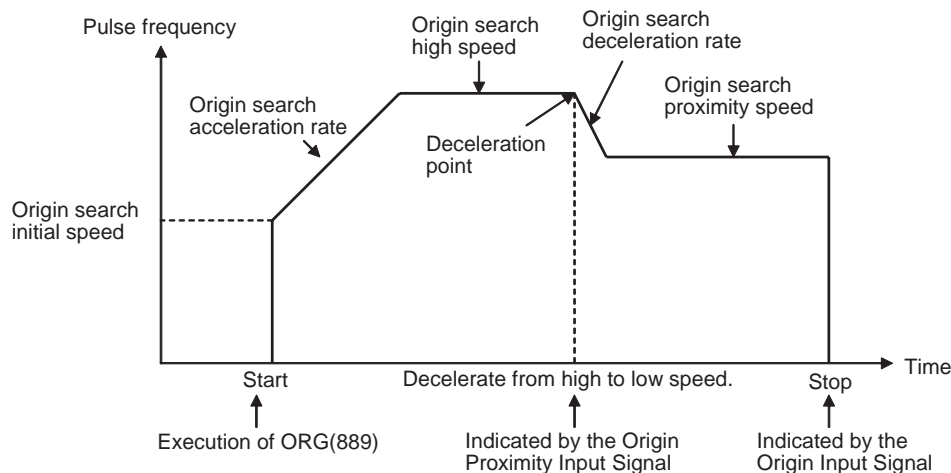 Pulse frequency
Origin search
high speed
Origin search
deceleration rate
Origin search
acceleration rate
Origin search
proximity speed
Deceleration
point
Origin search
initial speed
Time
Start
Decelerate from high to low speed.
Stop
Execution of ORG(889)
Indicated by the Origin
Proximity Input Signal
Indicated by the
Origin Input Signal